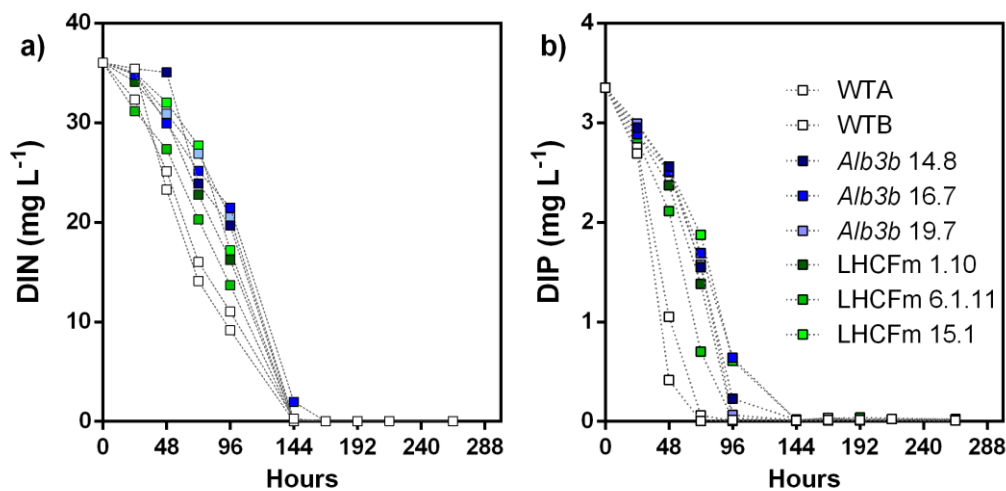 a)
DIN (mg L⁻¹)
40
30
20
10
0
0 48 96 144 192 240 288
Hours
b)
DIP (mg L⁻¹)
4
3
2
1
0
0 48 96 144 192 240 288
Hours
WTA
WTB
Alb3b 14.8
Alb3b 16.7
Alb3b 19.7
LHCFm 1.10
LHCFm 6.1.11
LHCFm 15.1